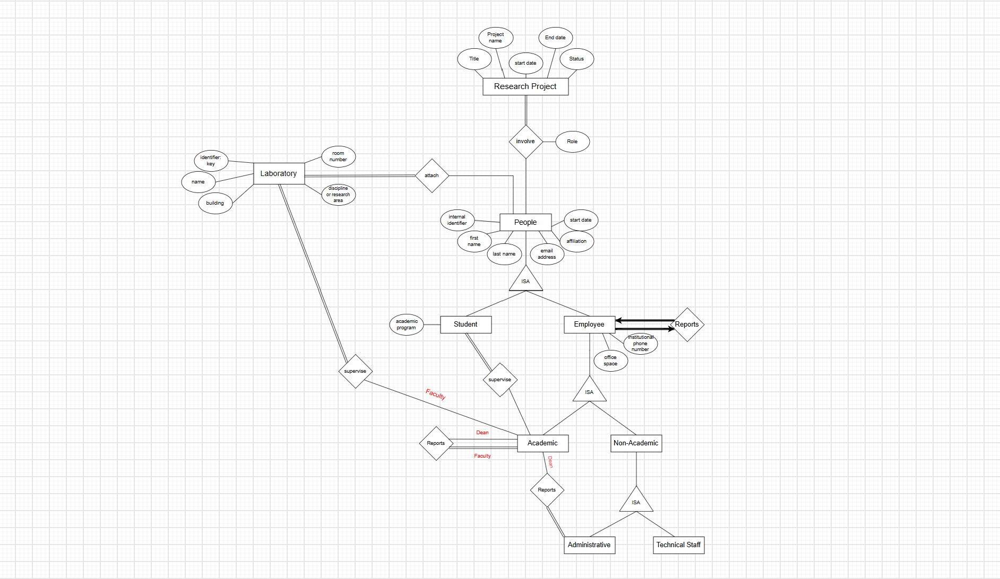 Project
name
End date
Title
start date
Status
Research Project
involve
Role
identifier:
key
room
number
Laboratory
name
attach
discipline
or research
area
building
internal
identifier
People
start date
first
name
affiliation
last name
email
address
ISA
academic
program
Student
Employee
Reports
institutional
phone
number
office
space
supervise
supervise
Faculty
ISA
Dean
Reports
Academic
Non-Academic
Faculty
Dean
Reports
ISA
Administrative
Technical Staff